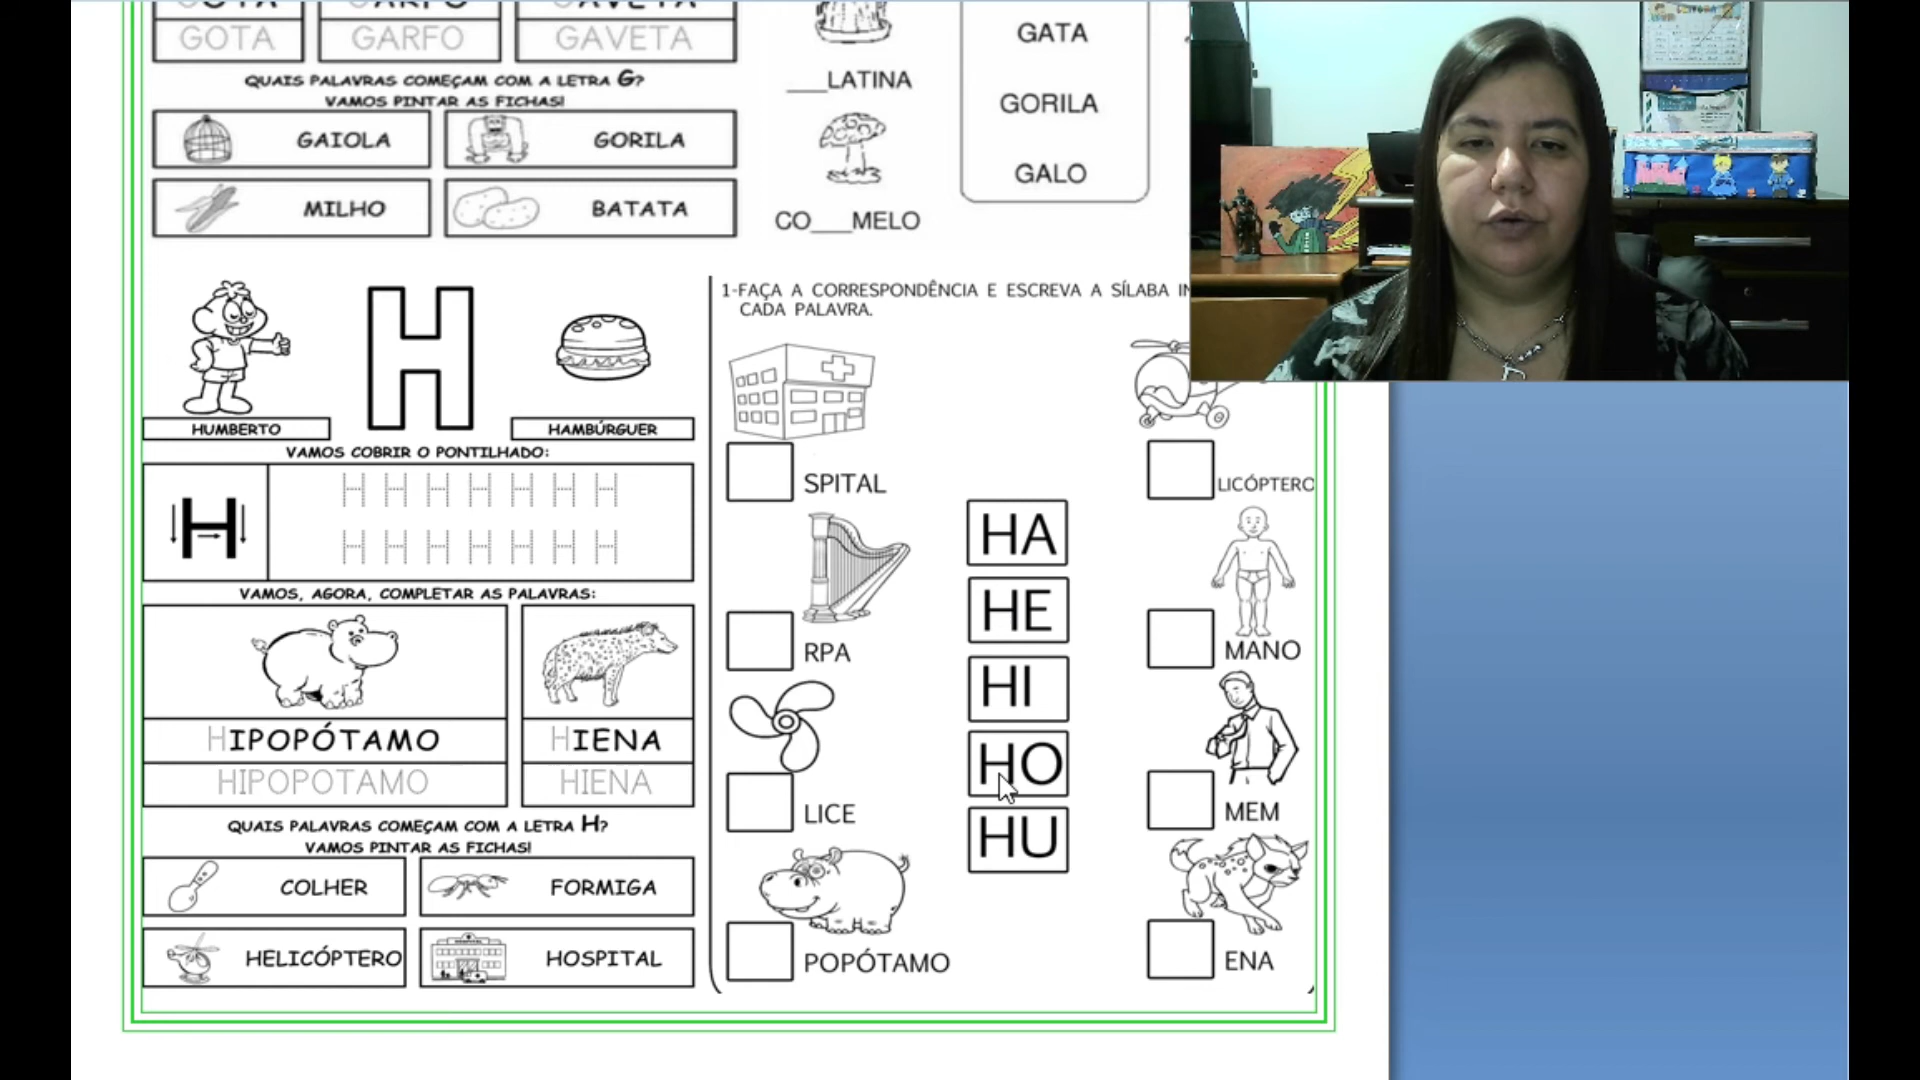 GOTA
GARFO
GAVETA
QUAIS PALAVRAS COMEÇAM COM A LETRA G?
VAMOS PINTAR AS FICHAS!
GAIOLA
GORILA
MILHO
BATATA
___LATINA
CO___MELO
GATA
GORILA
GALO
H
HUMBERTO
HAMBÚRGUER
VAMOS COBRIR O PONTILHADO:
H
H H H H H H H
H H H H H H H
VAMOS, AGORA, COMPLETAR AS PALAVRAS:
HIPOPÓTAMO
HIENA
HIPOPOTAMO
HIENA
QUAIS PALAVRAS COMEÇAM COM A LETRA H?
VAMOS PINTAR AS FICHAS!
COLHER
FORMIGA
HELICÓPTERO
HOSPITAL
1-FAÇA A CORRESPONDÊNCIA E ESCREVA A SÍLABA
CADA PALAVRA.
SPITAL
LICÓPTERO
RPA
MANO
LICE
MEM
POPÓTAMO
ENA
HA
HE
HI
HO
HU